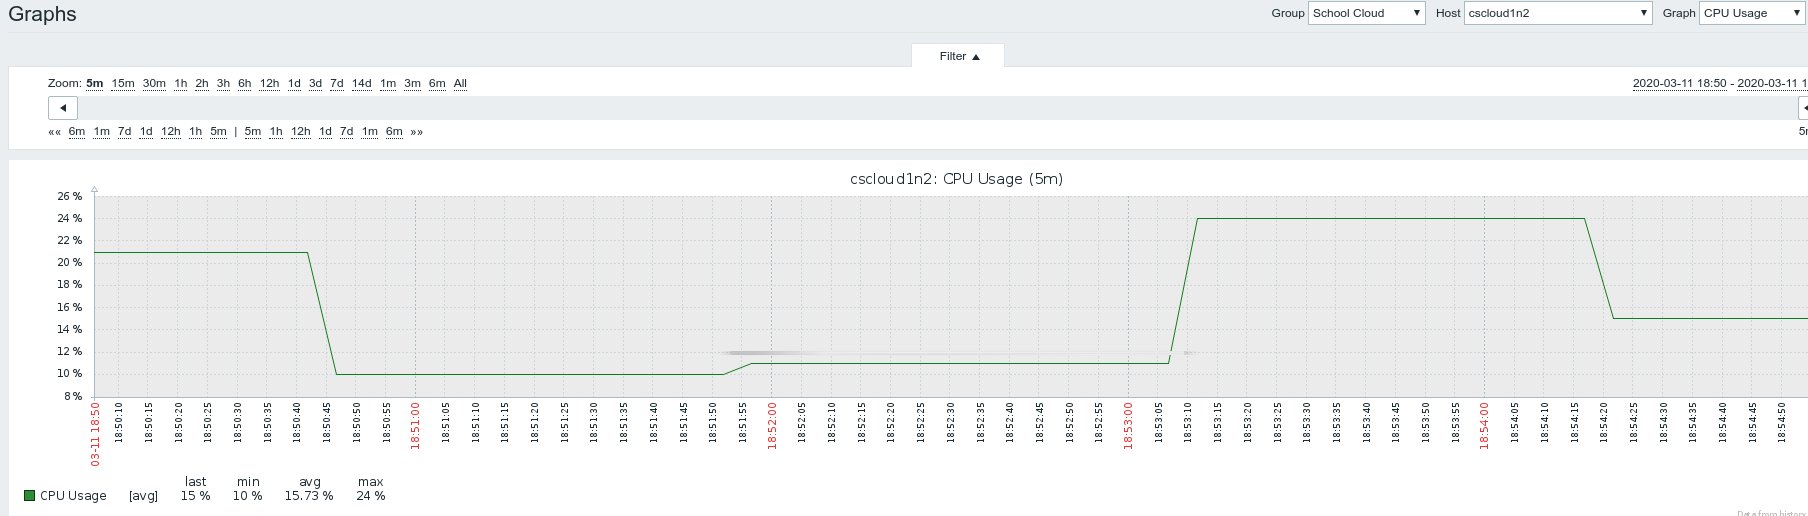 Graphs
Group School Cloud Host cscloud1n2 Graph CPU Usage
Filter
Zoom: 5m 15m 30m 1h 2h 3h 6h 12h 1d 3d 7d 14d 1m 3m 6m All
2020-03-11 18:50 - 2020-03-11 1
«« 6m 1m 7d 1d 12h 1h 5m | 5m 1h 12h 1d 7d 1m 6m »»
cscloud1n2: CPU Usage (5m)
26 %
24 %
22 %
20 %
18 %
16 %
14 %
12 %
10 %
8 %
03-11 18:50 18:50:10 18:50:15 18:50:20 18:50:25 18:50:30 18:50:35 18:50:40 18:50:45 18:50:50 18:50:55 18:51:00 18:51:05 18:51:10 18:51:15 18:51:20 18:51:25 18:51:30 18:51:35 18:51:40 18:51:45 18:51:50 18:51:55 18:52:00 18:52:05 18:52:10 18:52:15 18:52:20 18:52:25 18:52:30 18:52:35 18:52:40 18:52:45 18:52:50 18:52:55 18:53:00 18:53:05 18:53:10 18:53:15 18:53:20 18:53:25 18:53:30 18:53:35 18:53:40 18:53:45 18:53:50 18:53:55 18:54:00 18:54:05 18:54:10 18:54:15 18:54:20 18:54:25 18:54:30 18:54:35 18:54:40 18:54:45 18:54:50
last min avg max
CPU Usage [avg] 15 % 10 % 15.73 % 24 %
Data from history